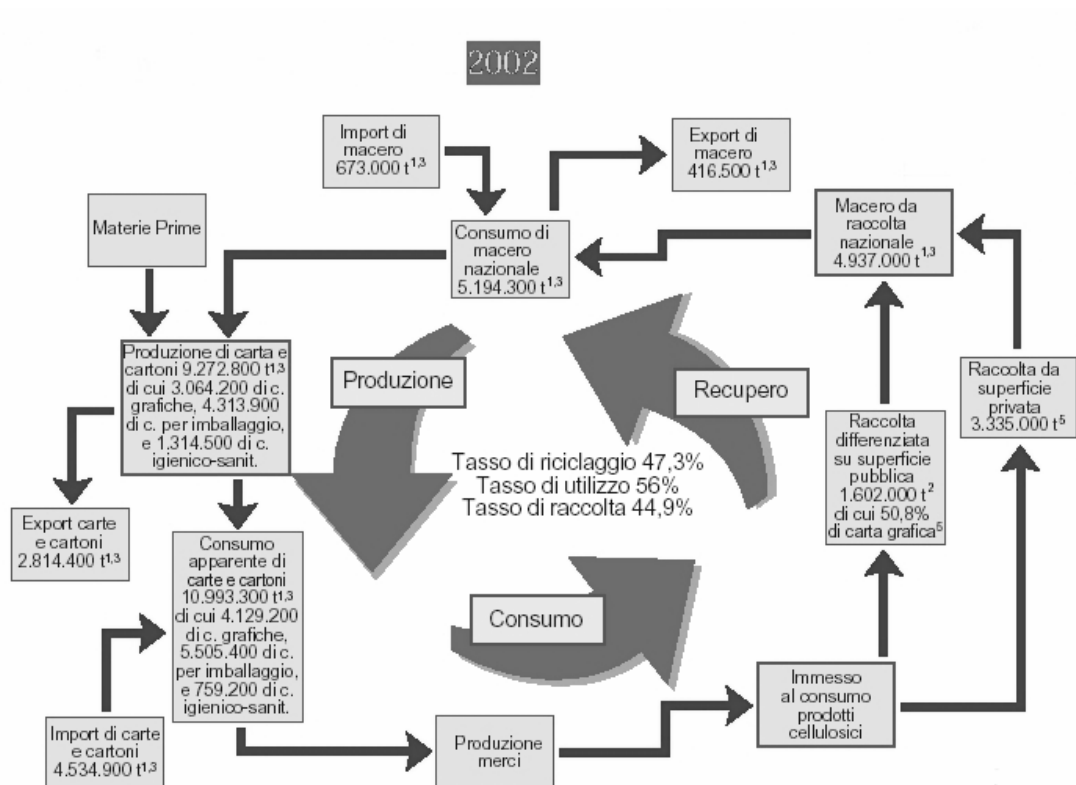 2002
Import di
macero
673.000 t1,3
Export di
macero
416.500 t1,3
Materie Prime
Consumo di
macero
nazionale
5.194.300 t1,3
Macero da
raccolta
nazionale
4.937.000 t1,3
Produzione di carta e
cartoni 9.272.800 t1,3
di cui 3.064.200 di c.
grafiche, 4.313.900
di c. per imballaggio,
e 1.314.500 di c.
igienico-sanit.
Produzione
Recupero
Raccolta da
superficie
privata
3.335.000 t5
Raccolta
differenziata
su superficie
pubblica
1.602.000 t2
di cui 50,8%
di carta grafica5
Tasso di riciclaggio 47,3%
Tasso di utilizzo 56%
Tasso di raccolta 44,9%
Export carte
e cartoni
2.814.400 t1,3
Consumo
apparente di
carte e cartoni
10.993.300 t1,3
di cui 4.129.200
di c. grafiche,
5.505.400 di c.
per imballaggio,
e 759.200 di c.
igienico-sanit.
Consumo
Import di carte
e cartoni
4.534.900 t1,3
Produzione
merci
Immesso
al consumo
prodotti
cellulosici